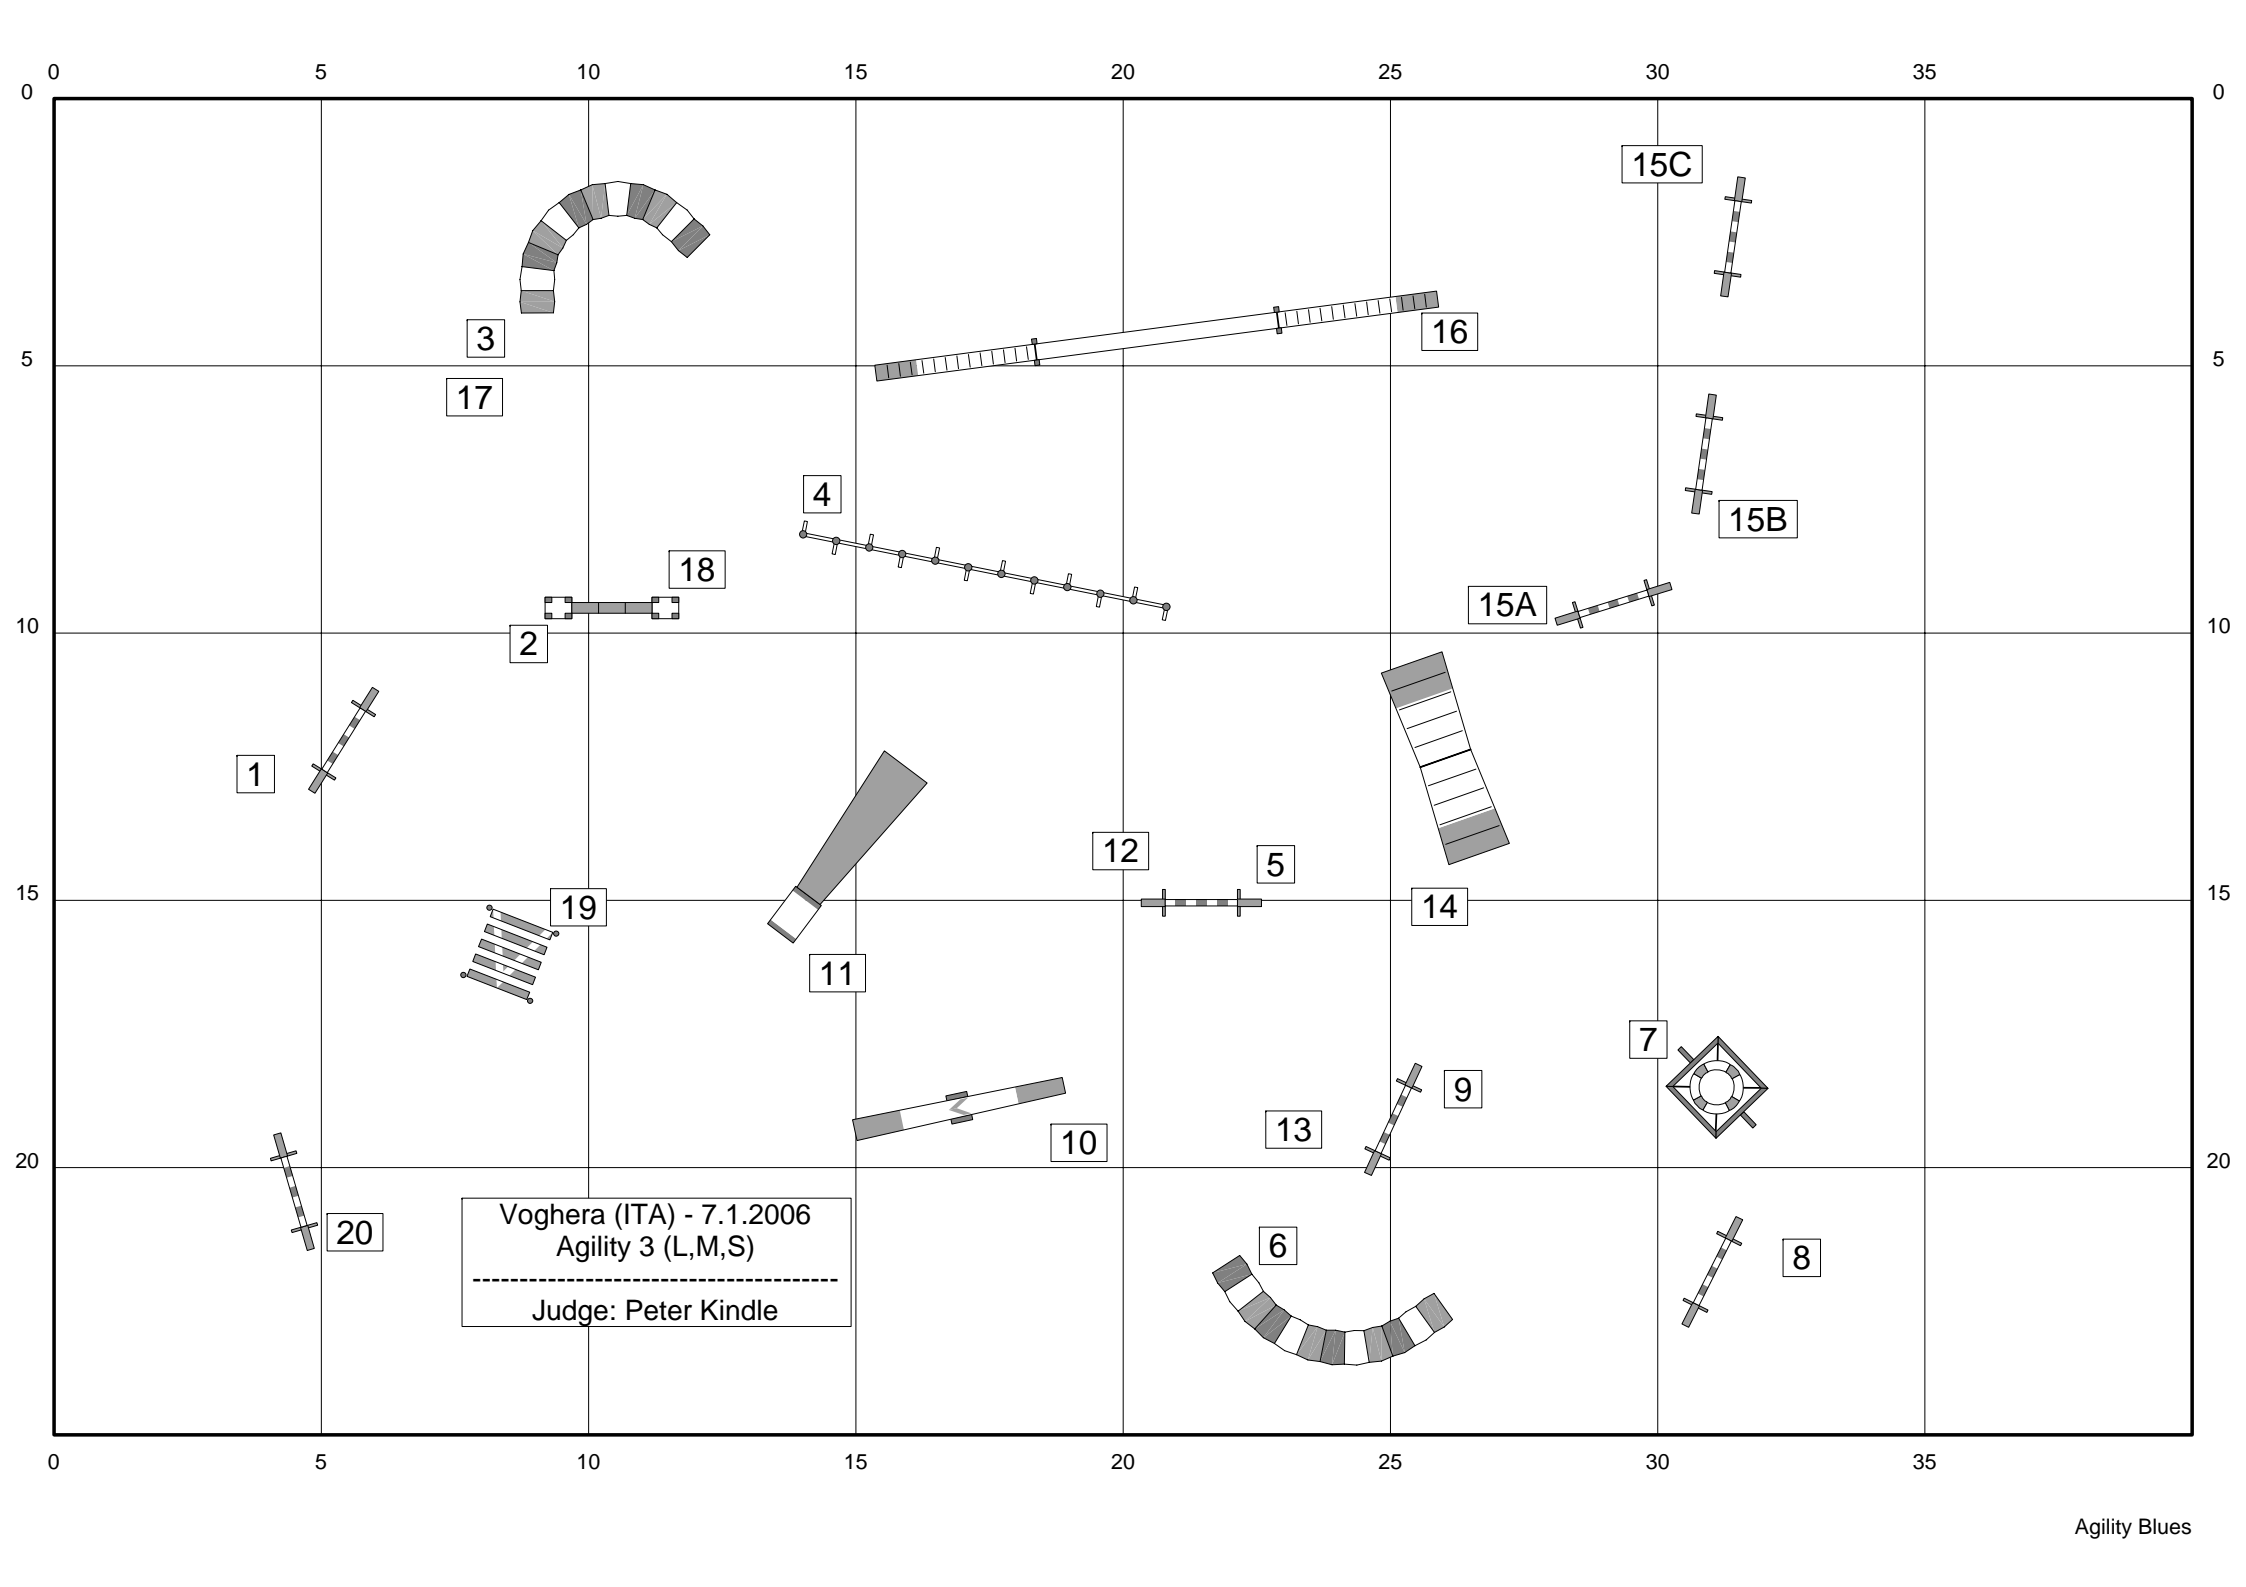 0 5 10 15 20 25 30 35
0 0
15C
3
16
5 5
17
4
15B
18
15A
10 10
2
1
12
5
15 15
19
14
11
7
9
13
10
20 20
Voghera (ITA) - 7.1.2006
20
Agility 3 (L,M,S)
6
8
-----------------------------------------
Judge: Peter Kindle
0 5 10 15 20 25 30 35
Agility Blues